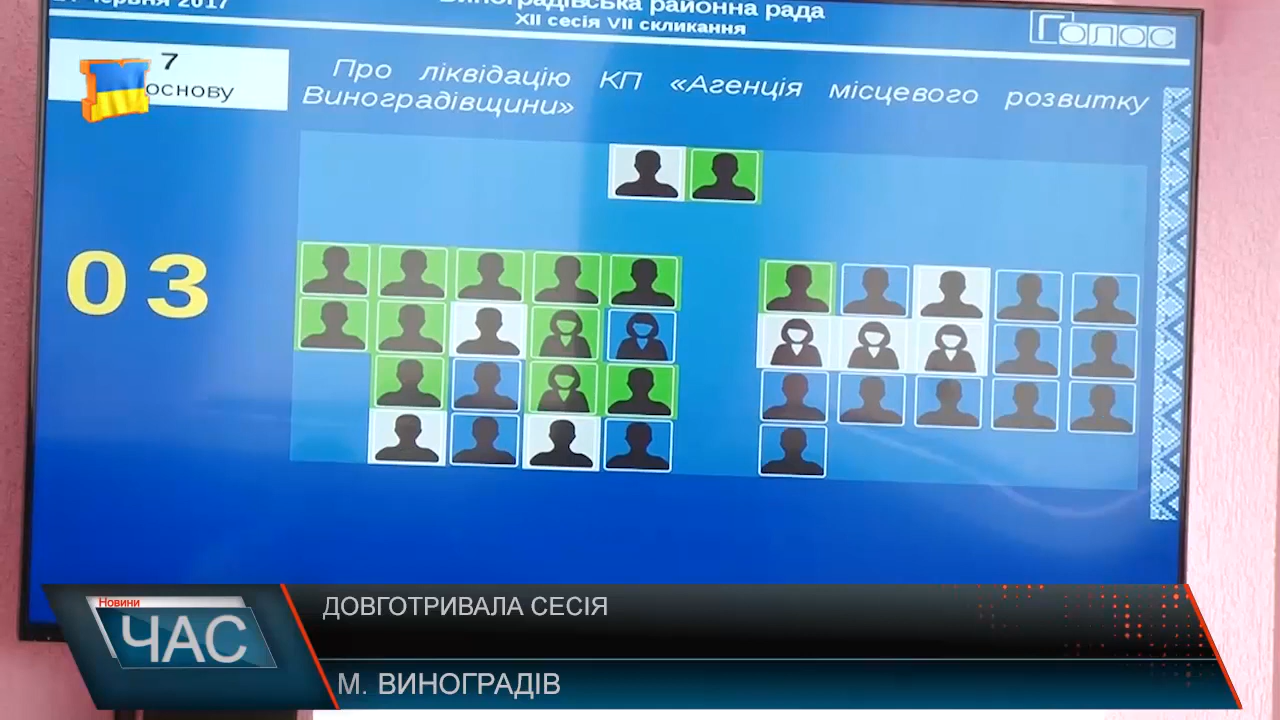 червня 2017
Виноградівська районна рада
XII сесія VII скликання
Голос
7
основу
Про ліквідацію КП «Агенція місцевого розвитку
Виноградівщини»
03
Новини
ЧАС
ДОВГОТРИВАЛА СЕСІЯ
М. ВИНОГРАДІВ